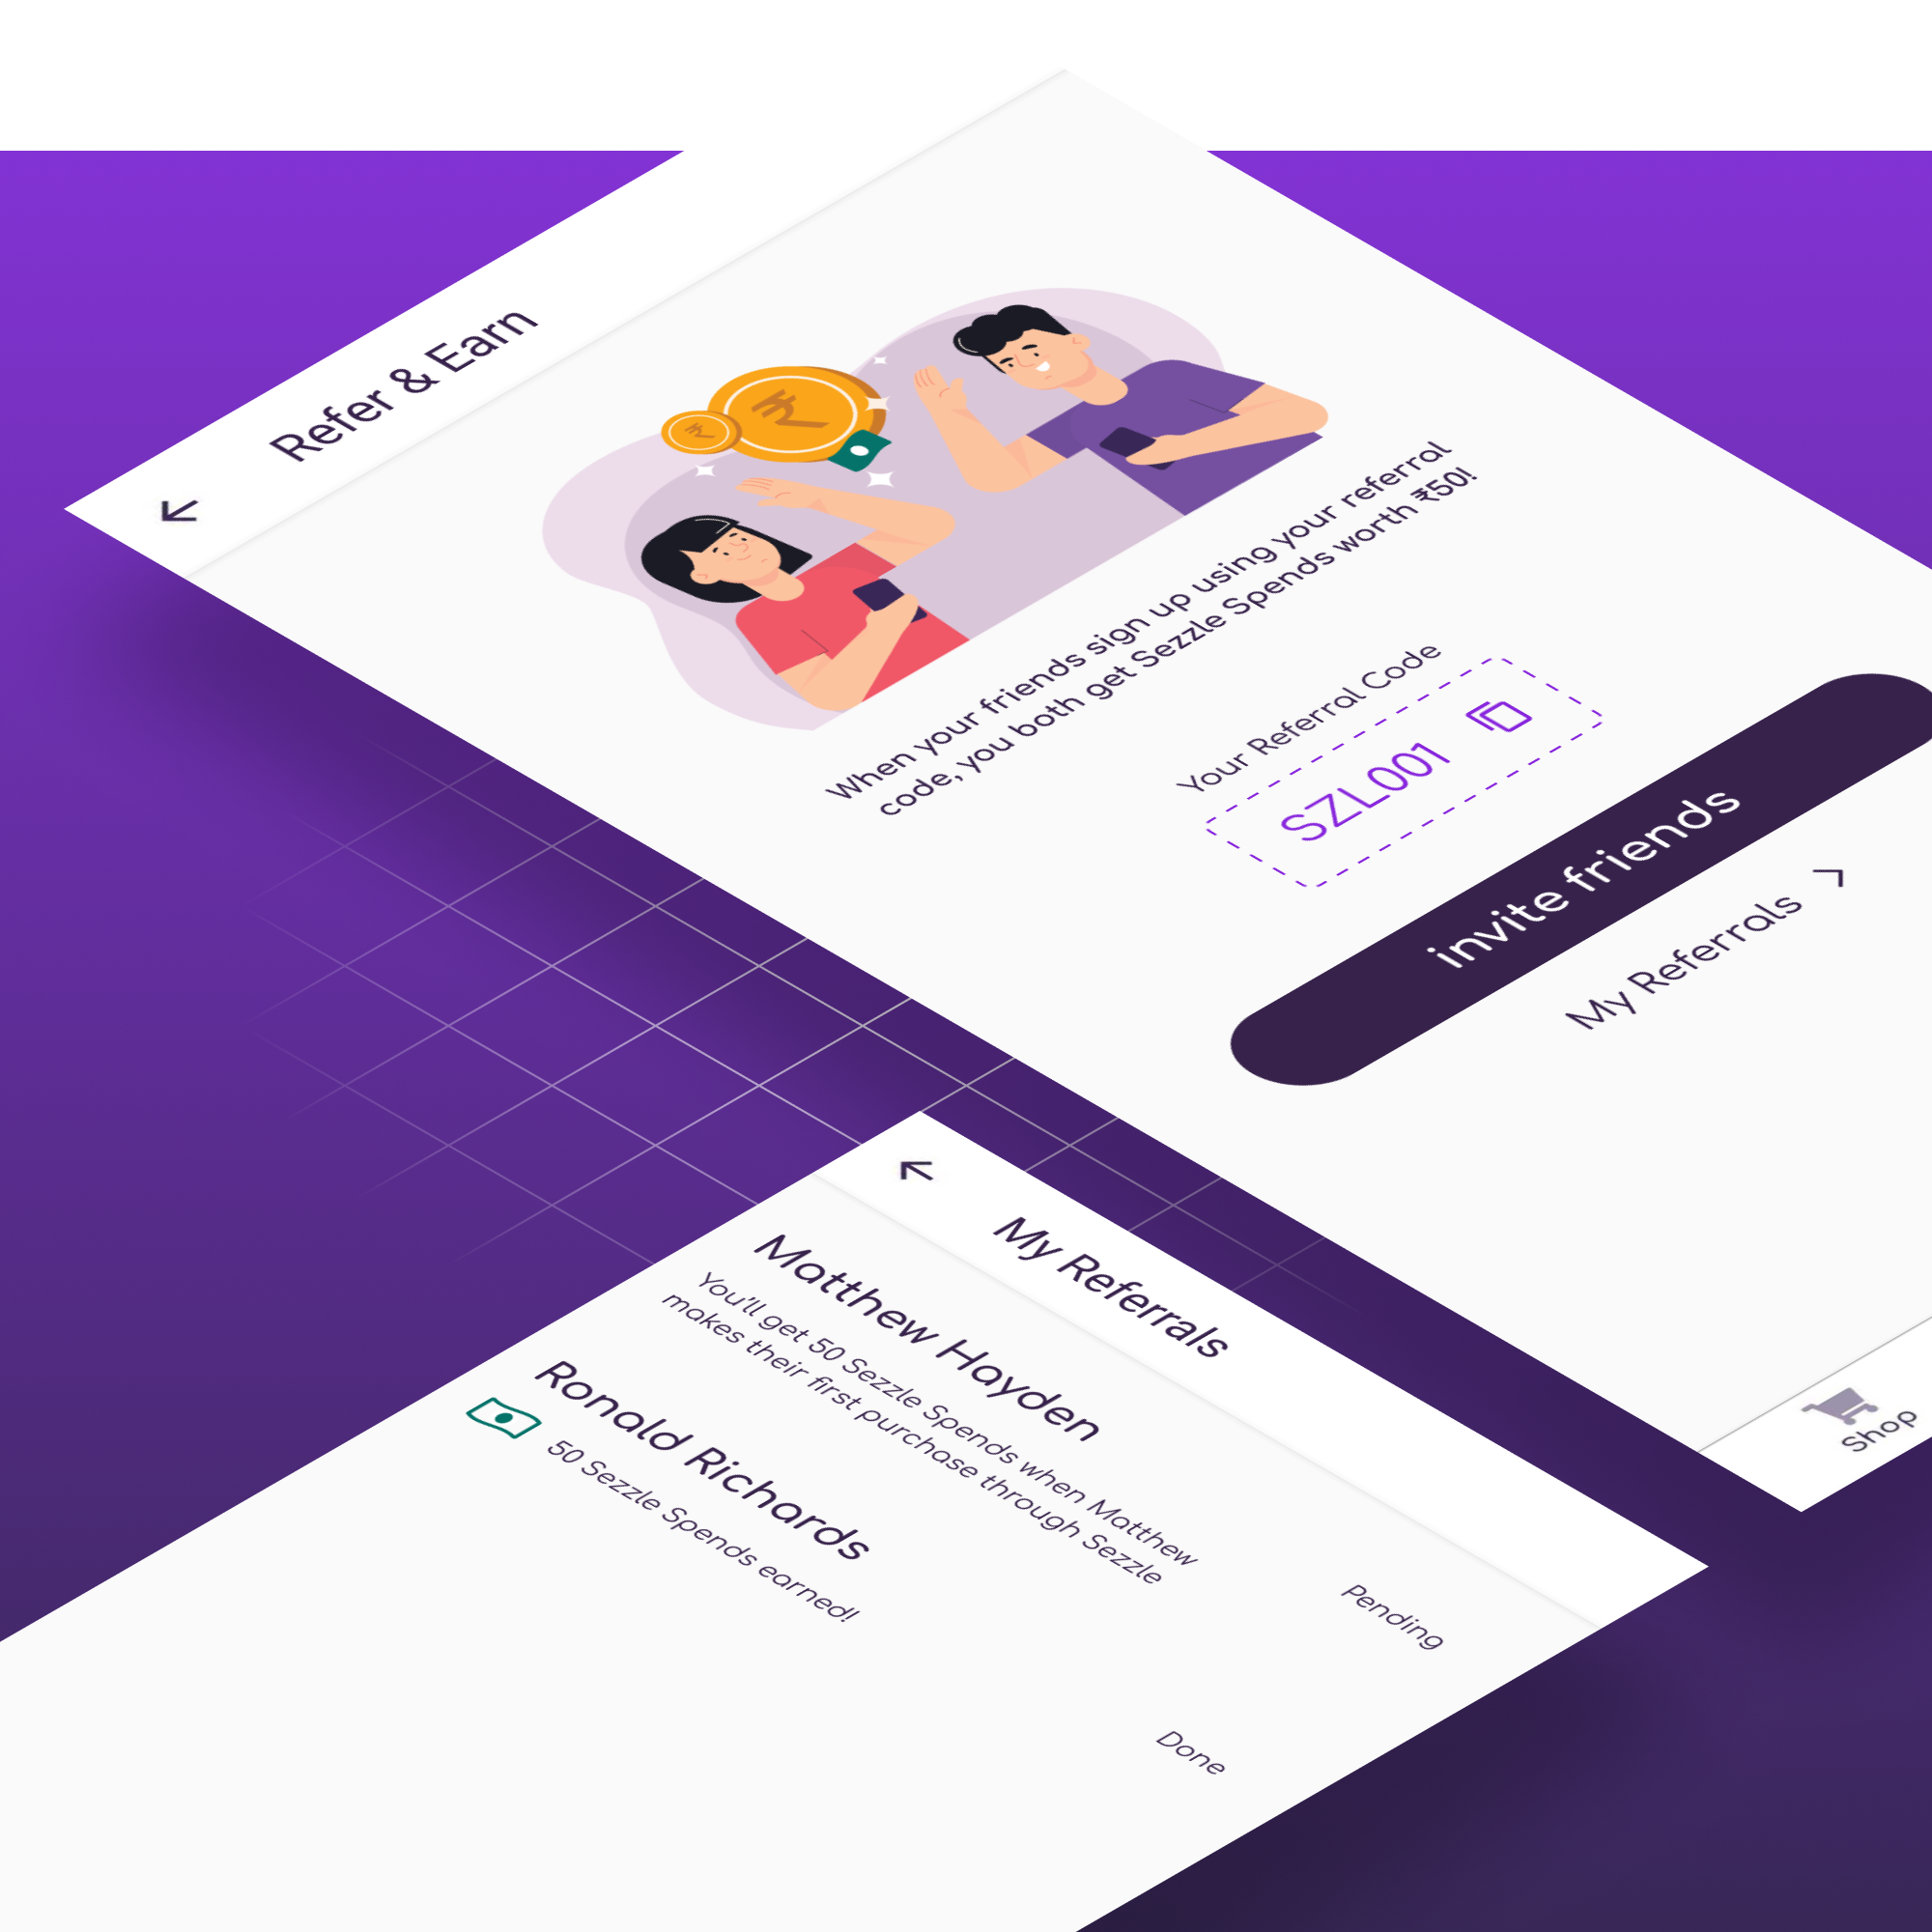 Refer & Earn
When your friends sign up using your referral
code, you both get Sezzle Spends worth ₹50!
Your Referral Code
SZL001
invite friends
My Referrals
Shop
My Referrals
Matthew Hayden
You'll get 50 Sezzle Spends when Matthew
makes their first purchase through Sezzle
Pending
Ronald Richards
50 Sezzle Spends earned!
Done